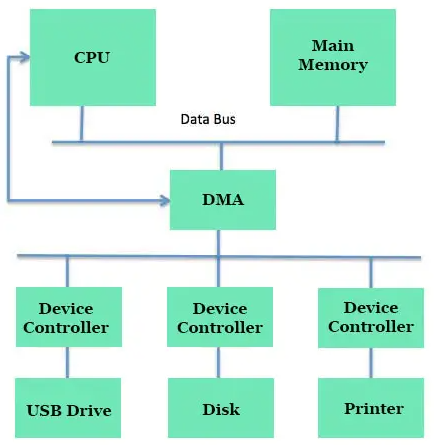 CPU
Main
Memory
Data Bus
DMA
Device
Controller
Device
Controller
Device
Controller
USB Drive
Disk
Printer